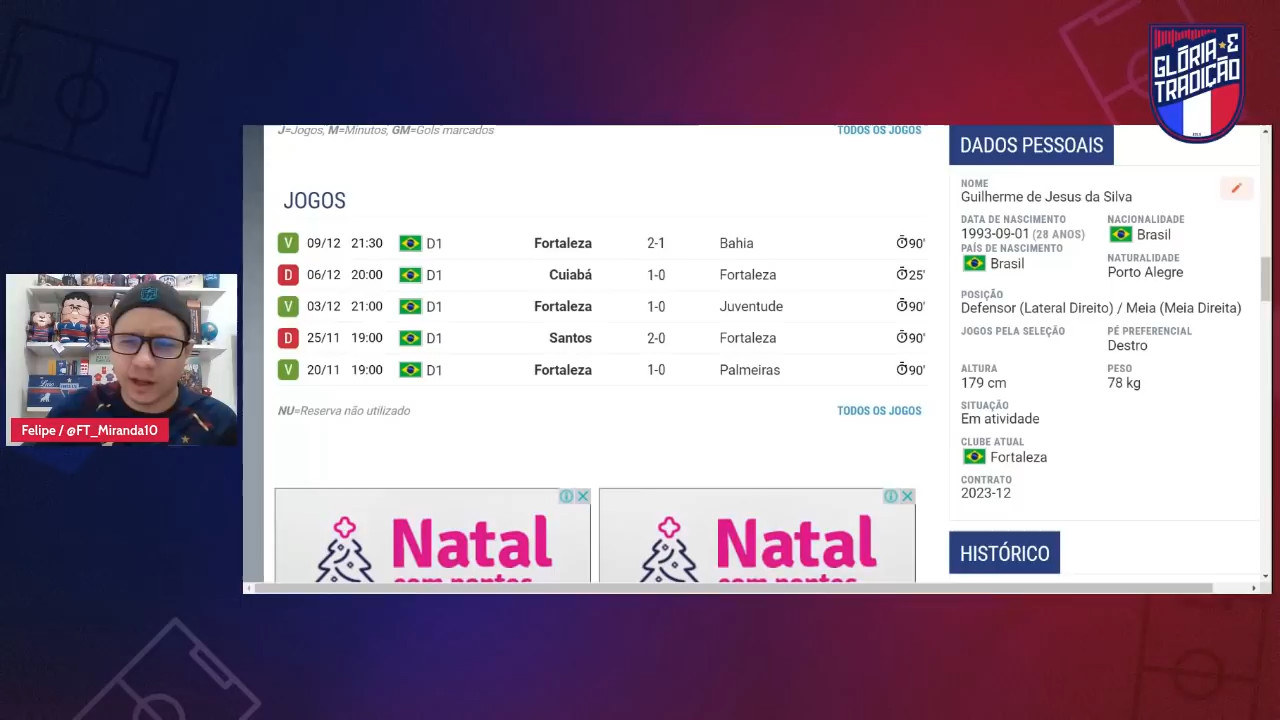 GLÓRIA E
TRADIÇÃO
J=Jogos, M=Minutos, GM=Gols marcados
TODOS OS JOGOS
JOGOS
V 09/12 21:30 D1 Fortaleza 2-1 Bahia 90'
D 06/12 20:00 D1 Cuiabá 1-0 Fortaleza 25'
V 03/12 21:00 D1 Fortaleza 1-0 Juventude 90'
D 25/11 19:00 D1 Santos 2-0 Fortaleza 90'
V 20/11 19:00 D1 Fortaleza 1-0 Palmeiras 90'
NU=Reserva não utilizado
TODOS OS JOGOS
Natal
com pontos
Natal
com pontos
DADOS PESSOAIS
NOME
Guilherme de Jesus da Silva
DATA DE NASCIMENTO
1993-09-01 (28 ANOS)
NACIONALIDADE
Brasil
PAÍS DE NASCIMENTO
Brasil
NATURALIDADE
Porto Alegre
POSIÇÃO
Defensor (Lateral Direito) / Meia (Meia Direita)
JOGOS PELA SELEÇÃO
PÉ PREFERENCIAL
Destro
ALTURA
179 cm
PESO
78 kg
SITUAÇÃO
Em atividade
CLUBE ATUAL
Fortaleza
CONTRATO
2023-12
HISTÓRICO
Felipe / @FT_Miranda10